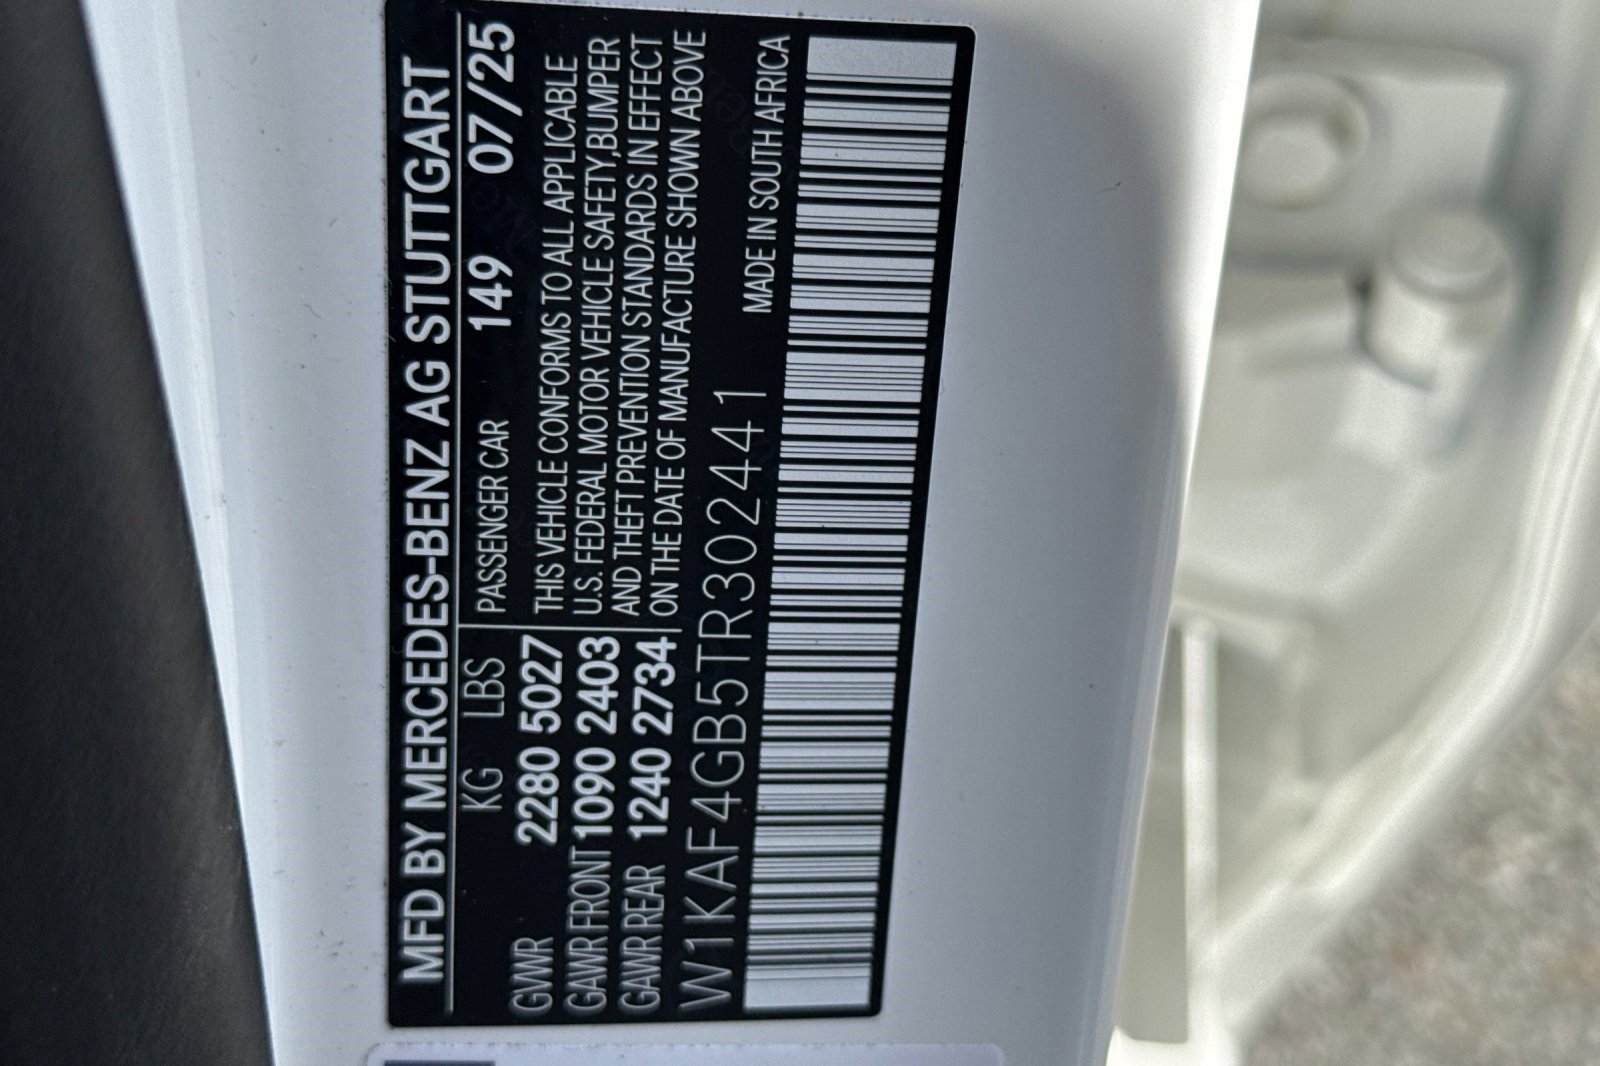 MFD BY MERCEDES-BENZ AG STUTTGART
KG LBS
PASSENGER CAR 149 07/25
GVWR 2280 5027
GAWR FRONT 1090 2403
GAWR REAR 1240 2734
THIS VEHICLE CONFORMS TO ALL APPLICABLE
U.S. FEDERAL MOTOR VEHICLE SAFETY,BUMPER
AND THEFT PREVENTION STANDARDS IN EFFECT
ON THE DATE OF MANUFACTURE SHOWN ABOVE
W1KAF4GB5TR302441
MADE IN SOUTH AFRICA